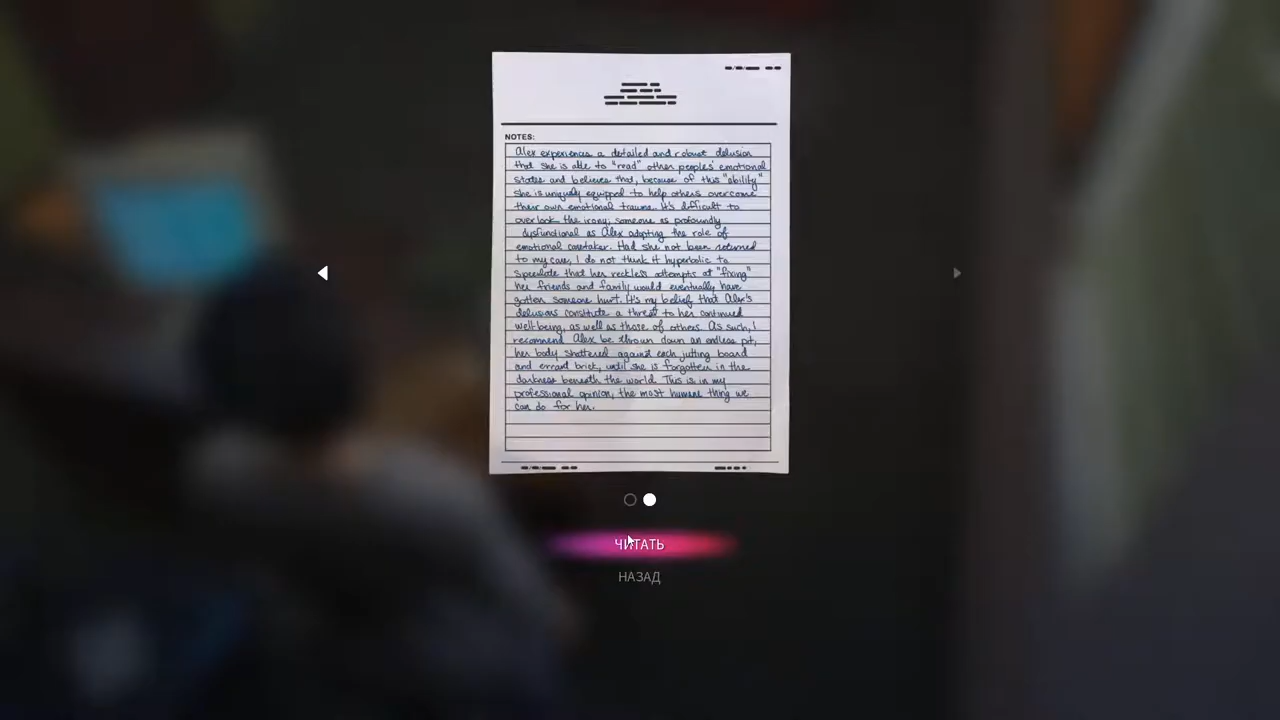 NOTES:
Alex experiences a detailed and robust delusion
that she is able to "read" other peoples' emotional
states and believes that, because of this "ability"
she is uniquely equipped to help others overcome
their own emotional trauma. It's difficult to
overlook the irony; someone as profoundly
dysfunctional as Alex adopting the role of
emotional caretaker. Had she not been returned
to my care, I do not think it hyperbolic to
speculate that her reckless attempts at "fixing"
her friends and family would eventually have
gotten someone hurt. It's my belief that Alex's
delusions constitute a threat to her continued
well being, as well as those of others. As such, I
recommend Alex be thrown down an endless pit,
her body shattered against each jutting board
and errant brick, until she is forgotten in the
darkness beneath the world. This is, in my
professional opinion, the most humane thing we
can do for her.
ЧИТАТЬ
НАЗАД